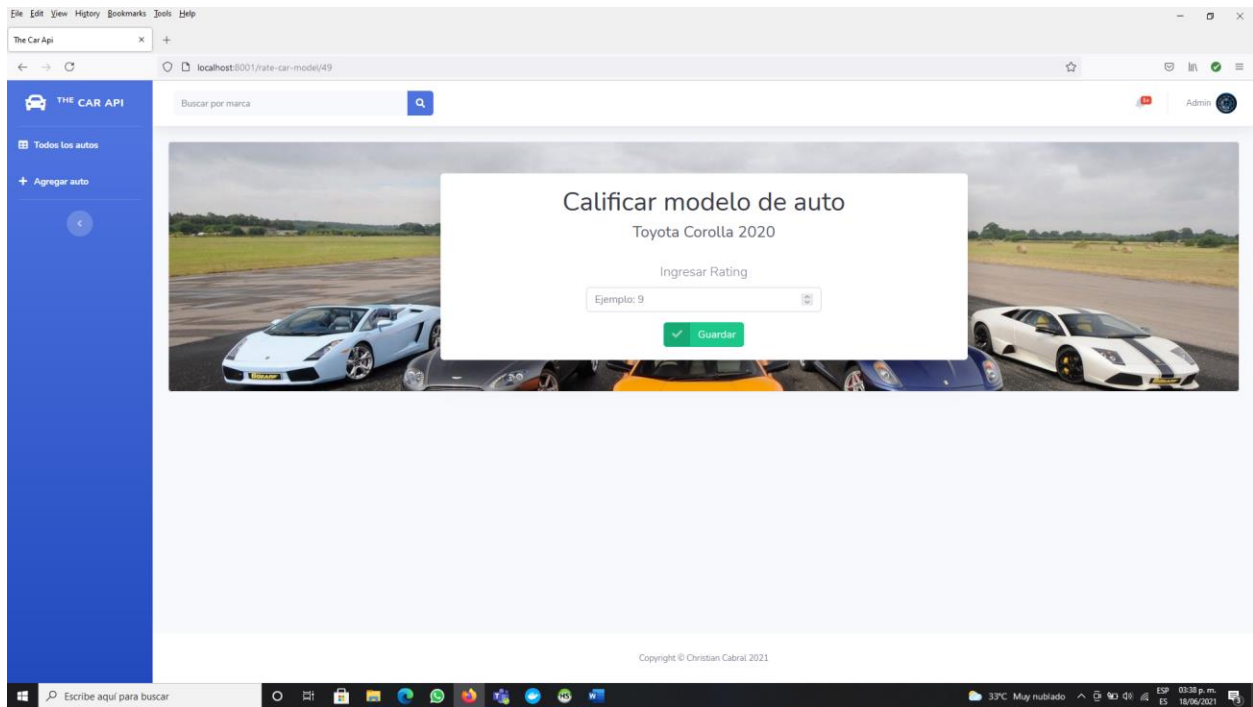 File Edit View History Bookmarks Tools Help
The Car Api
localhost:8001/rate-car-model/49
THE CAR API
Buscar por marca
Admin
Todos los autos
Agregar auto
Calificar modelo de auto
Toyota Corolla 2020
Ingresar Rating
Ejemplo: 9
Guardar
Copyright © Christian Cabral 2021
Escribe aquí para buscar
33°C Muy nublado
ESP
ES
03:38 p. m.
18/06/2021